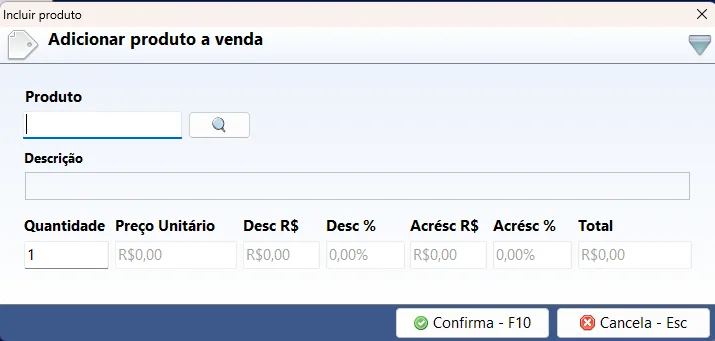 Incluir produto
Adicionar produto a venda
Produto
Descrição
Quantidade Preço Unitário Desc R$ Desc % Acrésc R$ Acrésc % Total
1 R$0,00 R$0,00 0,00% R$0,00 0,00% R$0,00
Confirma - F10 Cancela - Esc